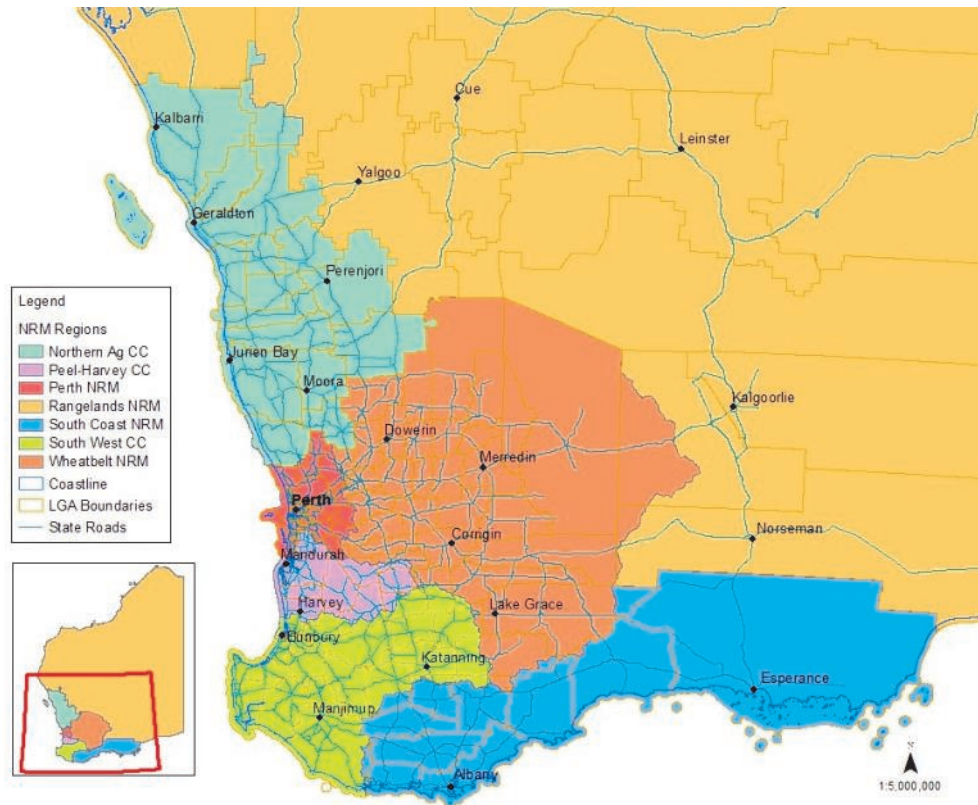 Cue
Kalbarri
Leinster
Yalgoo
Geraldton
Perenjori
Legend
NRM Regions
Northern Ag CC
Peel-Harvey CC
Perth NRM
Rangelands NRM
South Coast NRM
South West CC
Wheatbelt NRM
Coastline
LGA Boundaries
State Roads
Jurien Bay
Moora
Kalgoorlie
Dowerin
Merredin
Perth
Norseman
Corrigin
Mandurah
Harvey
Lake Grace
Bunbury
Katanning
Esperance
Manjimup
Albany
N
1:5,000,000